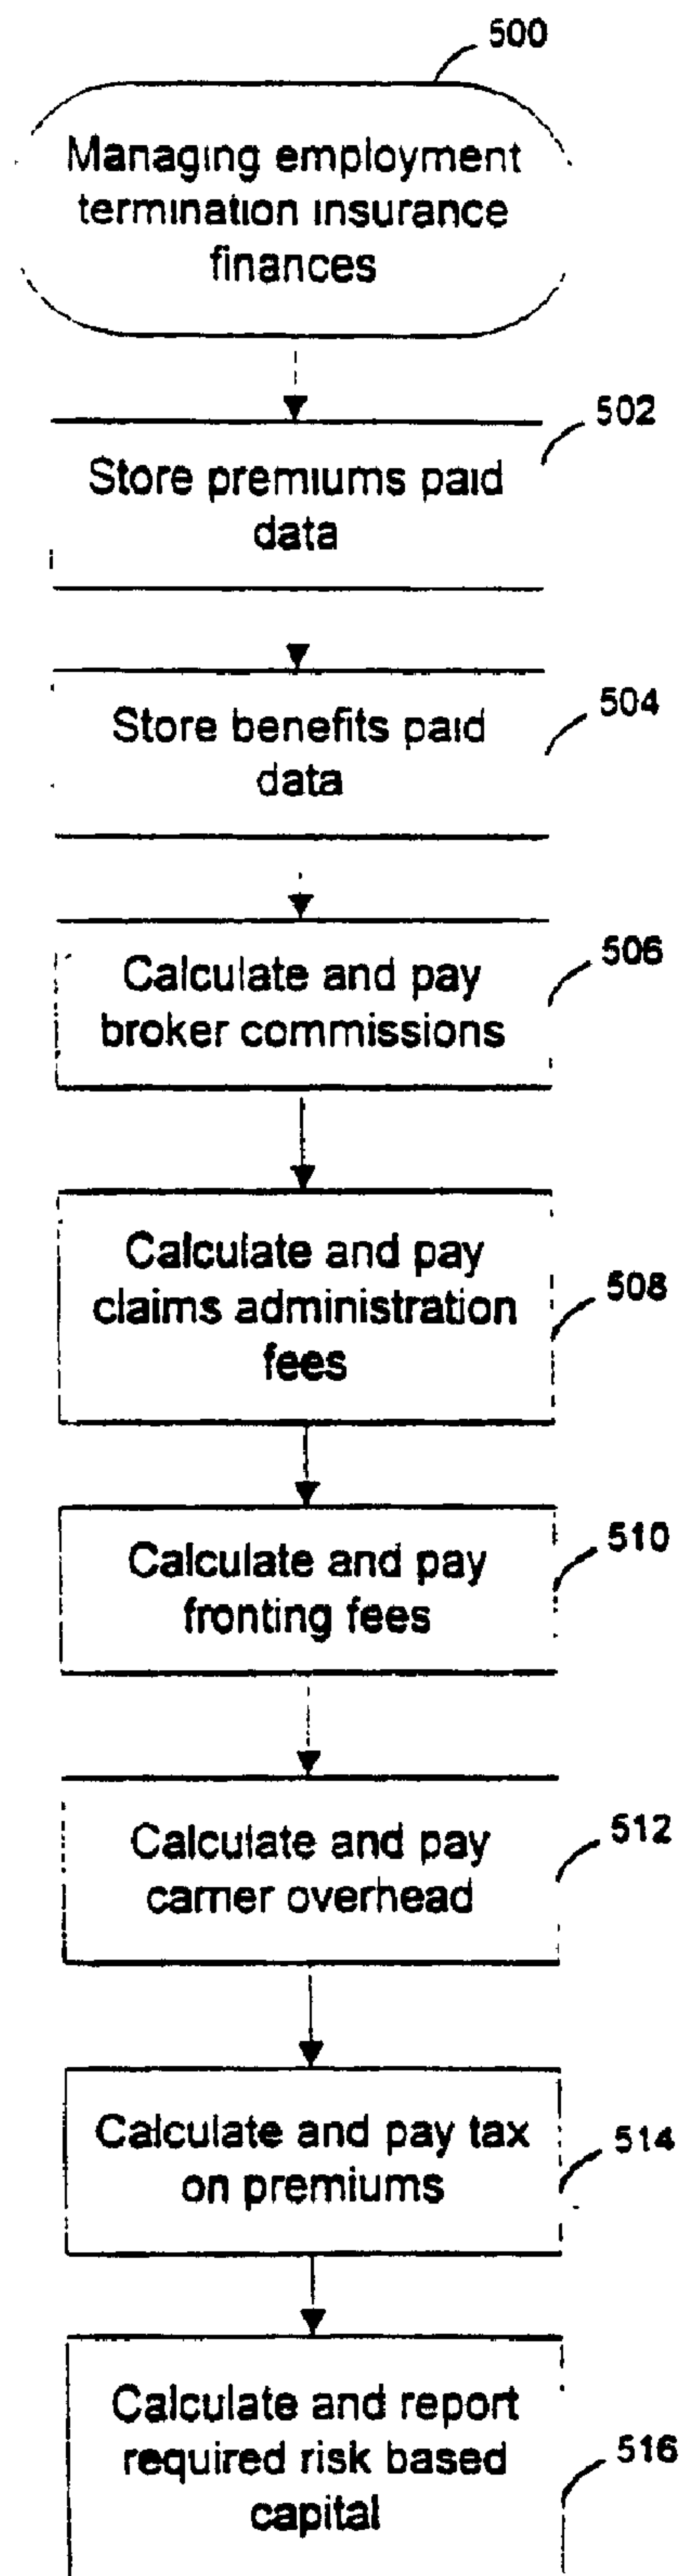 500
Managing employment
termination insurance
finances
502
Store premiums paid
data
504
Store benefits paid
data
506
Calculate and pay
broker commissions
508
Calculate and pay
claims administration
fees
510
Calculate and pay
fronting fees
512
Calculate and pay
carrier overhead
514
Calculate and pay tax
on premiums
516
Calculate and report
required risk based
capital